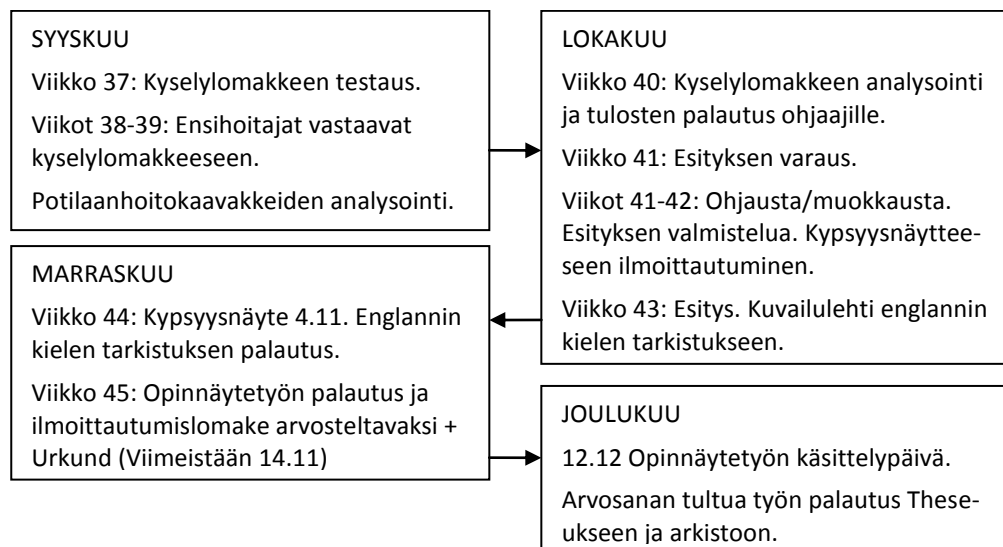 SYYSKUU
Viikko 37: Kyselylomakkeen testaus.
Viikot 38-39: Ensihoitajat vastaavat
kyselylomakkeeseen.
Potilaanhoitokaavakkeiden analysointi.
LOKAKUU
Viikko 40: Kyselylomakkeen analysointi
ja tulosten palautus ohjaajille.
Viikko 41: Esityksen varaus.
Viikot 41-42: Ohjausta/muokkausta.
Esityksen valmistelua. Kypsyysnäyttee-
seen ilmoittautuminen.
Viikko 43: Esitys. Kuvailulehti englannin
kielen tarkistukseen.
MARRASKUU
Viikko 44: Kypsyysnäyte 4.11. Englannin
kielen tarkistuksen palautus.
Viikko 45: Opinnäytetyön palautus ja
ilmoittautumislomake arvosteltavaksi +
Urkund (Viimeistään 14.11)
JOULUKUU
12.12 Opinnäytetyön käsittelypäivä.
Arvosanan tultua työn palautus These-
ukseen ja arkistoon.